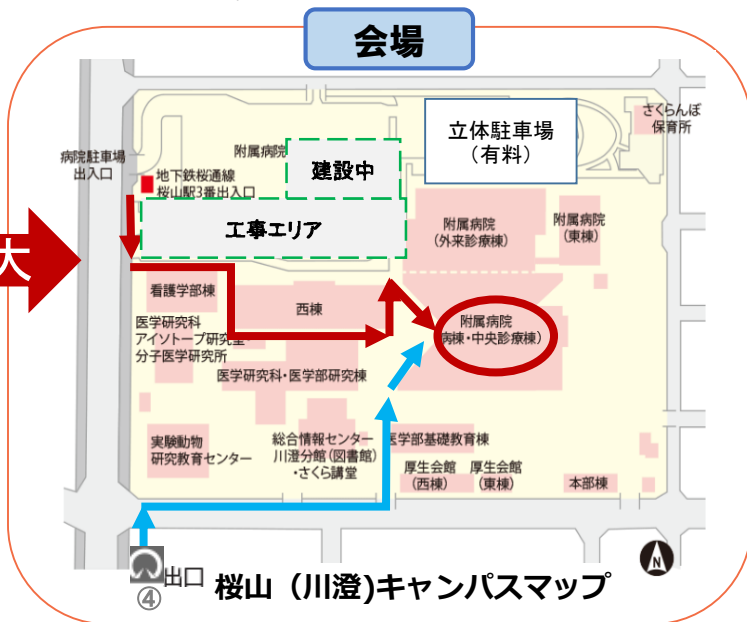 会場
さくらんぼ
保育所
立体駐車場
（有料）
病院駐車場
出入口
附属病院
建設中
地下鉄桜通線
桜山駅3番出入口
工事エリア
附属病院
（外来診療棟）
附属病院
（東棟）
大
看護学部棟
西棟
附属病院
病棟・中央診療棟）
医学研究科
アイソトープ研究室・
分子医学研究所
医学研究科・医学部研究棟
実験動物
研究教育センター
総合情報センター
川澄分館（図書館）
・さくら講堂
医学部基礎教育棟
厚生会館
（西棟）
厚生会館
（東棟）
本部棟
出口
④
桜山（川澄)キャンパスマップ
N